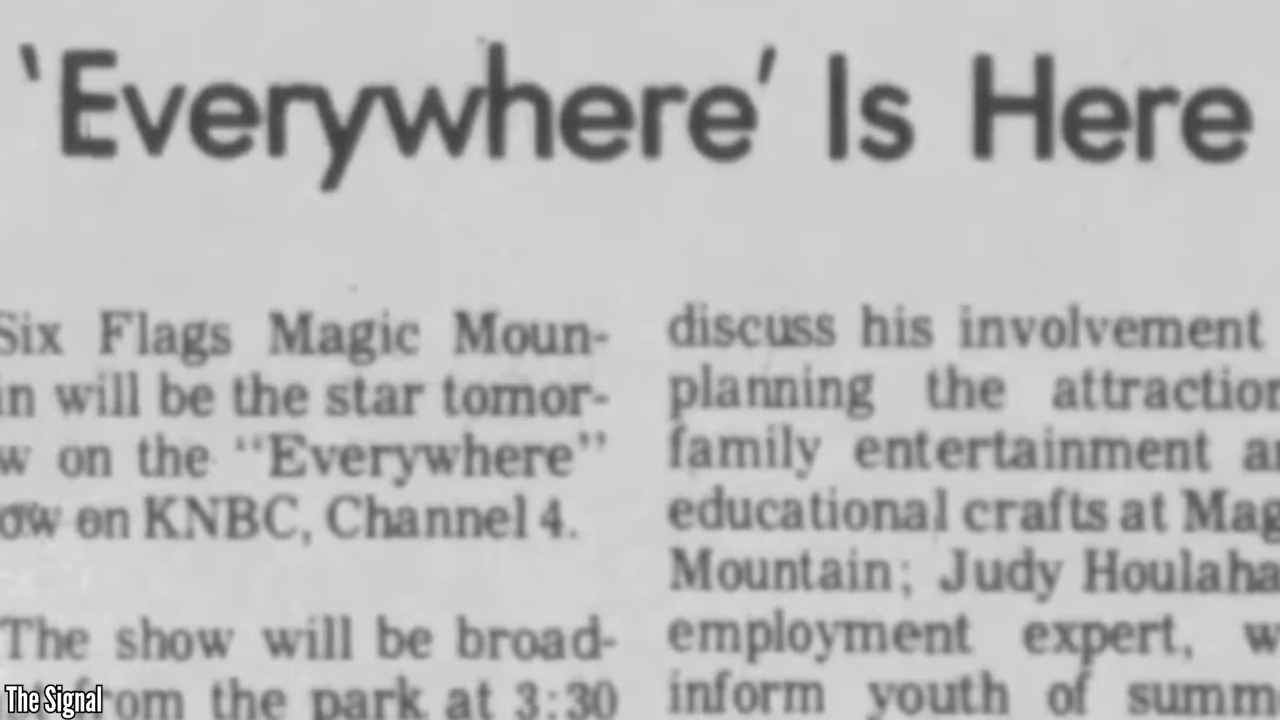 'Everywhere' Is Here
Six Flags Magic Moun-
in will be the star tomor-
w on the "Everywhere"
ow on KNBC, Channel 4.
The show will be broad-
from the park at 3:30
discuss his involvement
planning the attraction
family entertainment a
educational crafts at Mag
Mountain; Judy Houlaha
employment expert, w
inform youth of summ
The Signal